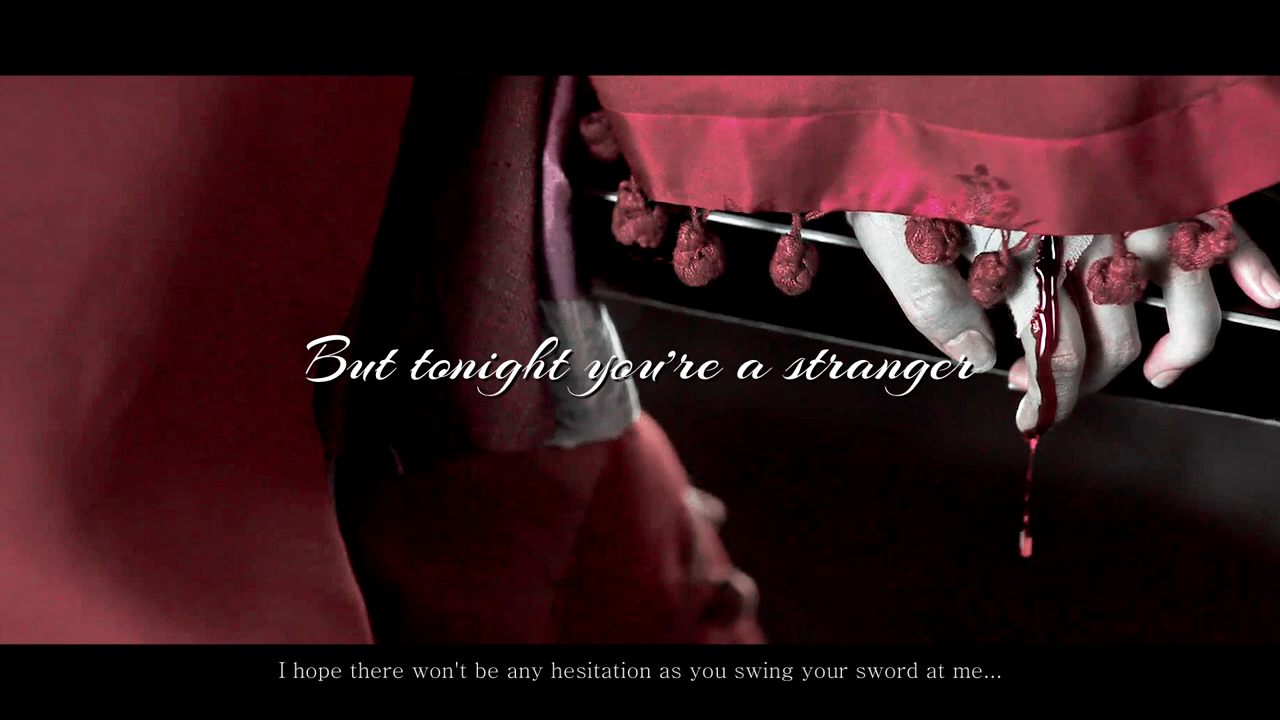 But tonight you're a stranger
I hope there won't be any hesitation as you swing your sword at me...